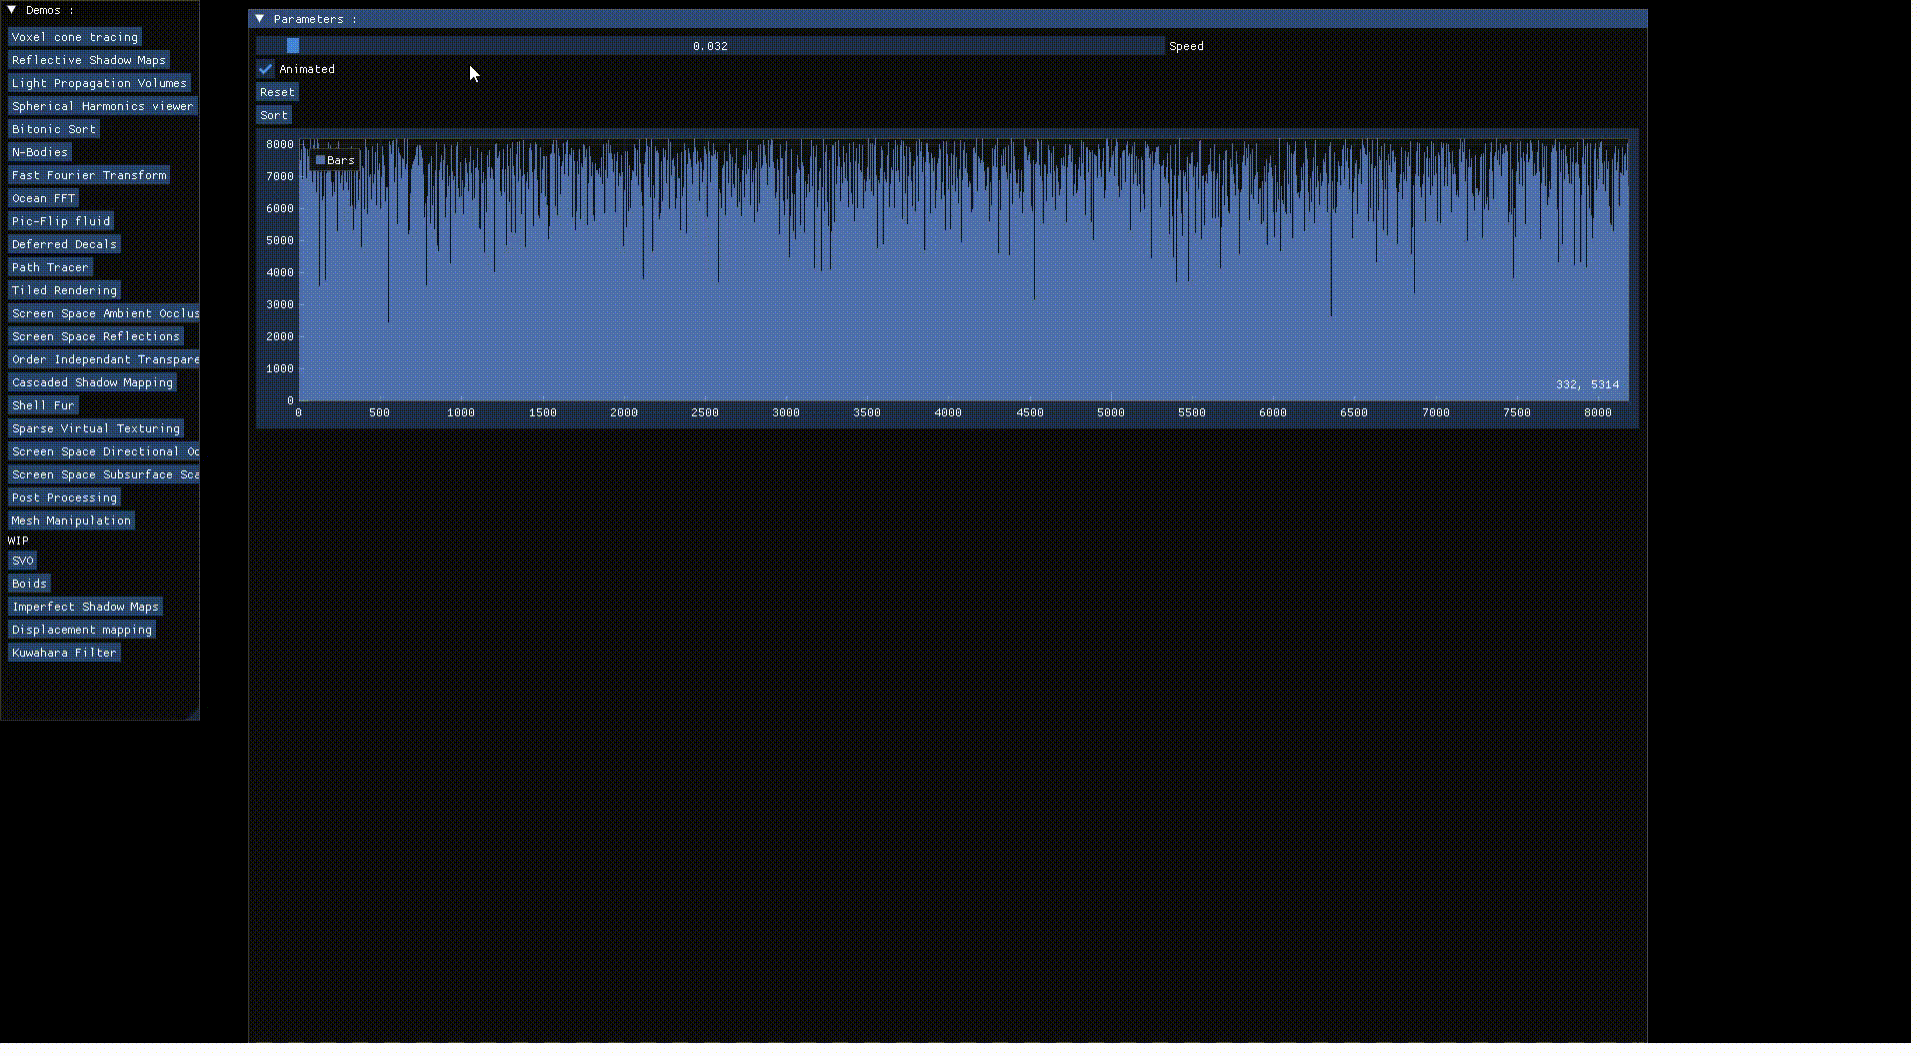 Demos :
Voxel cone tracing
Reflective Shadow Maps
Light Propagation Volumes
Spherical Harmonics viewer
Bitonic Sort
N-Bodies
Fast Fourier Transform
Ocean FFT
Pic-Flip fluid
Deferred Decals
Path Tracer
Tiled Rendering
Screen Space Ambient Occlus
Screen Space Reflections
Order Independant Transpare
Cascaded Shadow Mapping
Shell Fur
Sparse Virtual Texturing
Screen Space Directional Oc
Screen Space Subsurface Sca
Post Processing
Mesh Manipulation
WIP
SVO
Boids
Imperfect Shadow Maps
Displacement mapping
Kuwahara Filter
Parameters :
0.032 Speed
Animated
Reset
Sort
8000
Bars
7000
6000
5000
4000
3000
2000
1000
332, 5314
0
0 500 1000 1500 2000 2500 3000 3500 4000 4500 5000 5500 6000 6500 7000 7500 8000